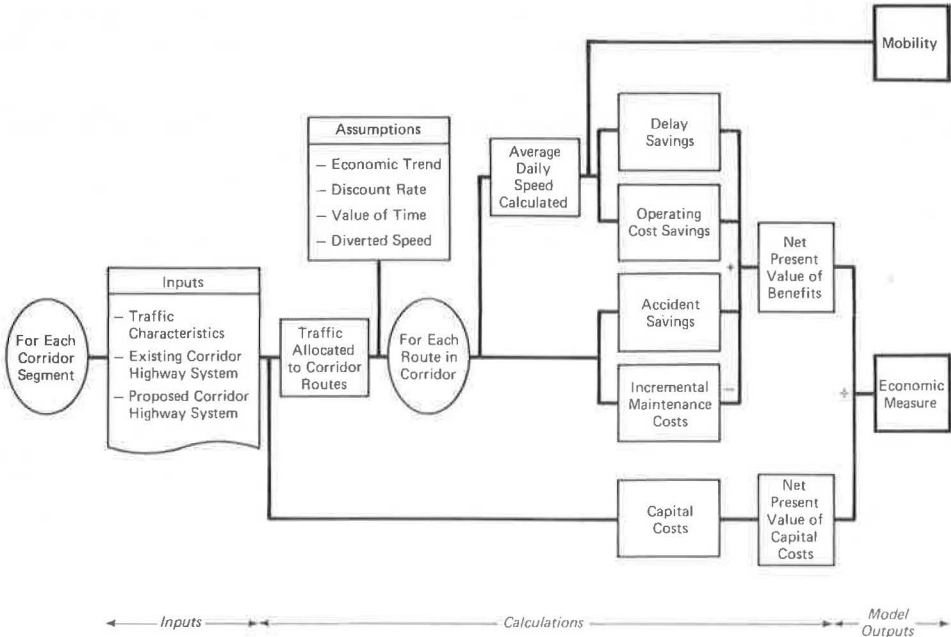 For Each
Corridor
Segment
Inputs
– Traffic
Characteristics
– Existing Corridor
Highway System
– Proposed Corridor
Highway System
Traffic
Allocated
to Corridor
Routes
Assumptions
– Economic Trend
– Discount Rate
– Value of Time
– Diverted Speed
For Each
Route in
Corridor
Average
Daily
Speed
Calculated
Delay
Savings
Operating
Cost Savings
+
Accident
Savings
Incremental
Maintenance
Costs
–
Capital
Costs
Net
Present
Value of
Benefits
Net
Present
Value of
Capital
Costs
÷
Mobility
Economic
Measure
Inputs
Calculations
Model
Outputs